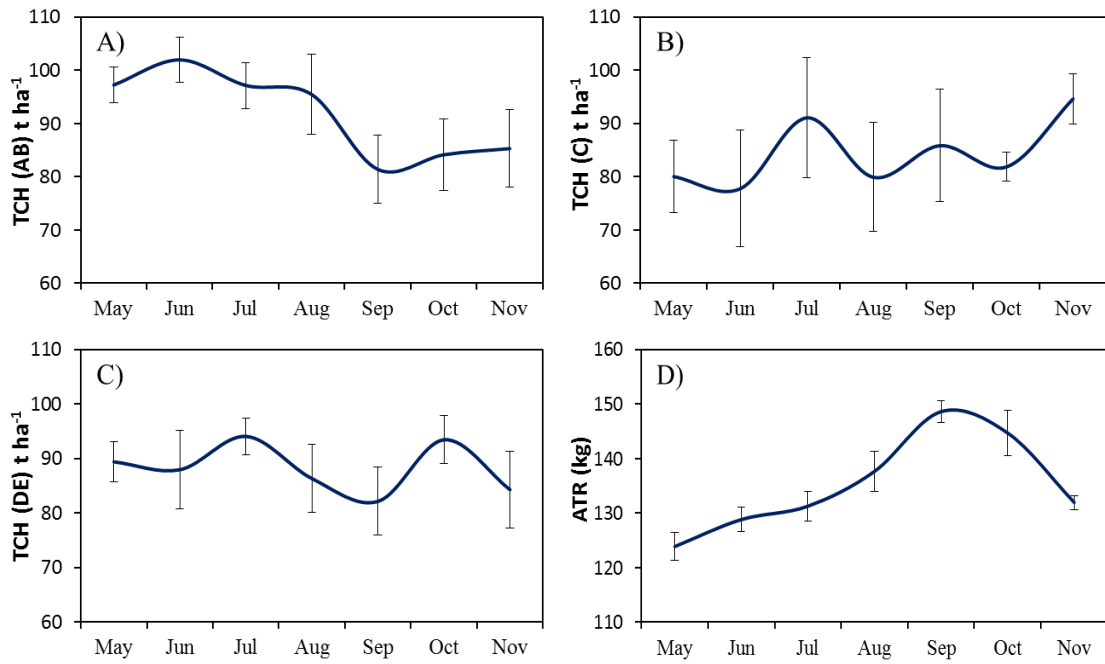 A)
TCH (AB) t ha⁻¹
110
100
90
80
70
60
May Jun Jul Aug Sep Oct Nov
B)
TCH (C) t ha⁻¹
110
100
90
80
70
60
May Jun Jul Aug Sep Oct Nov
C)
TCH (DE) t ha⁻¹
110
100
90
80
70
60
May Jun Jul Aug Sep Oct Nov
D)
ATR (kg)
160
150
140
130
120
110
May Jun Jul Aug Sep Oct Nov